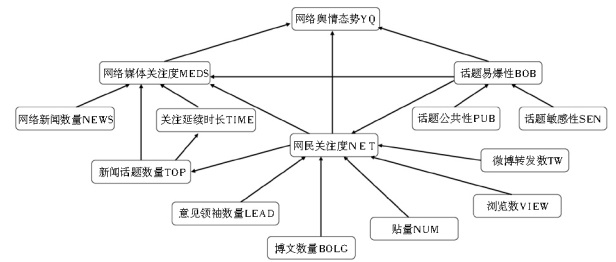 网络舆情态势YQ
网络媒体关注度MEDS
话题易爆性BOB
网络新闻数量NEWS
关注延续时长TIME
话题公共性PUB
话题敏感性SEN
网民关注度NET
微博转发数TW
新闻话题数量TOP
浏览数VIEW
意见领袖数量LEAD
贴量NUM
博文数量BOLG